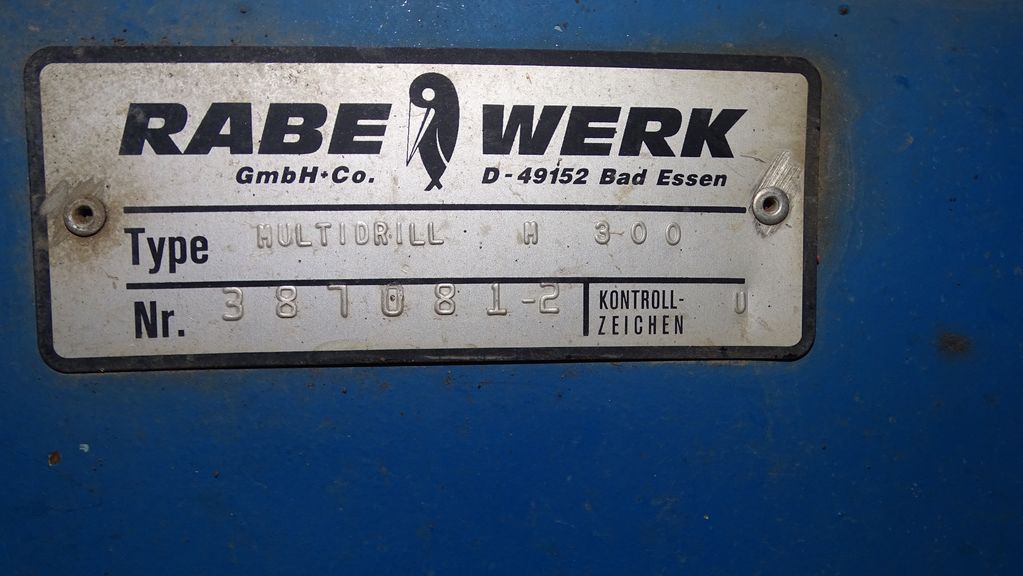 RABE WERK
GmbH+Co. D-49152 Bad Essen
Type MULTIDRILL M 300
Nr. 387081-2 KONTROLL-
ZEICHEN U